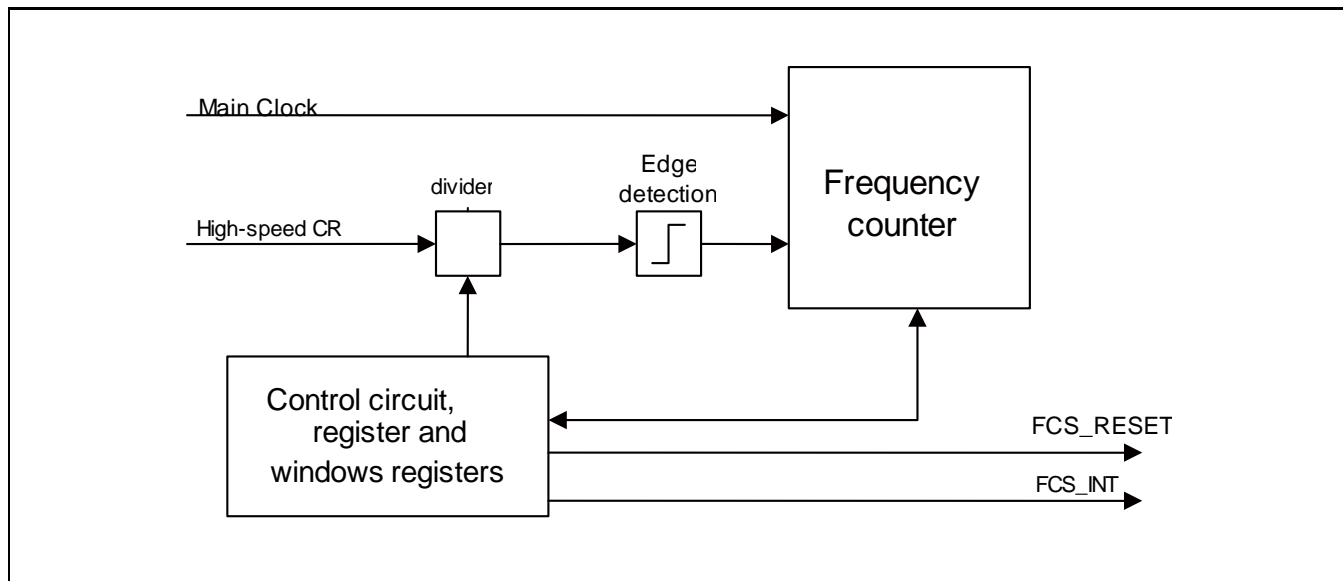 Main Clock
High-speed CR
divider
Edge
detection
Frequency
counter
Control circuit,
register and
windows registers
FCS_RESET
FCS_INT